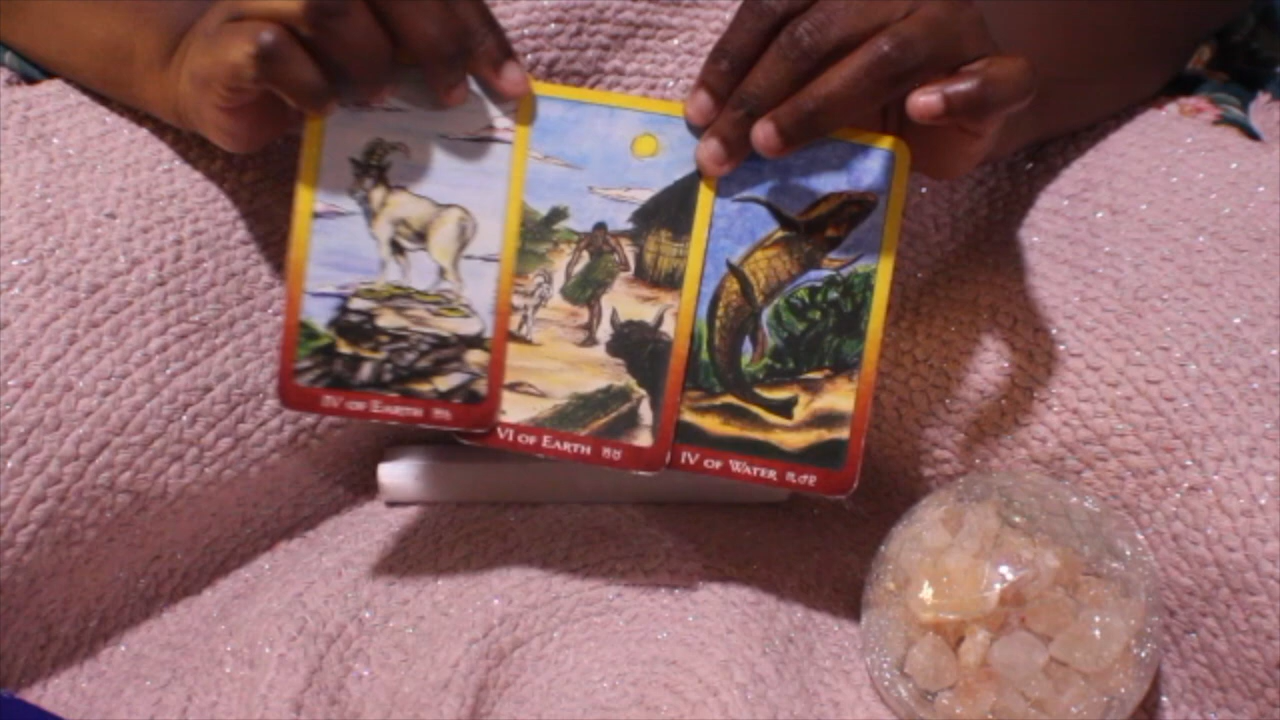 IV OF EARTH
VI OF EARTH ♍♉
IV OF WATER ♏♂♇